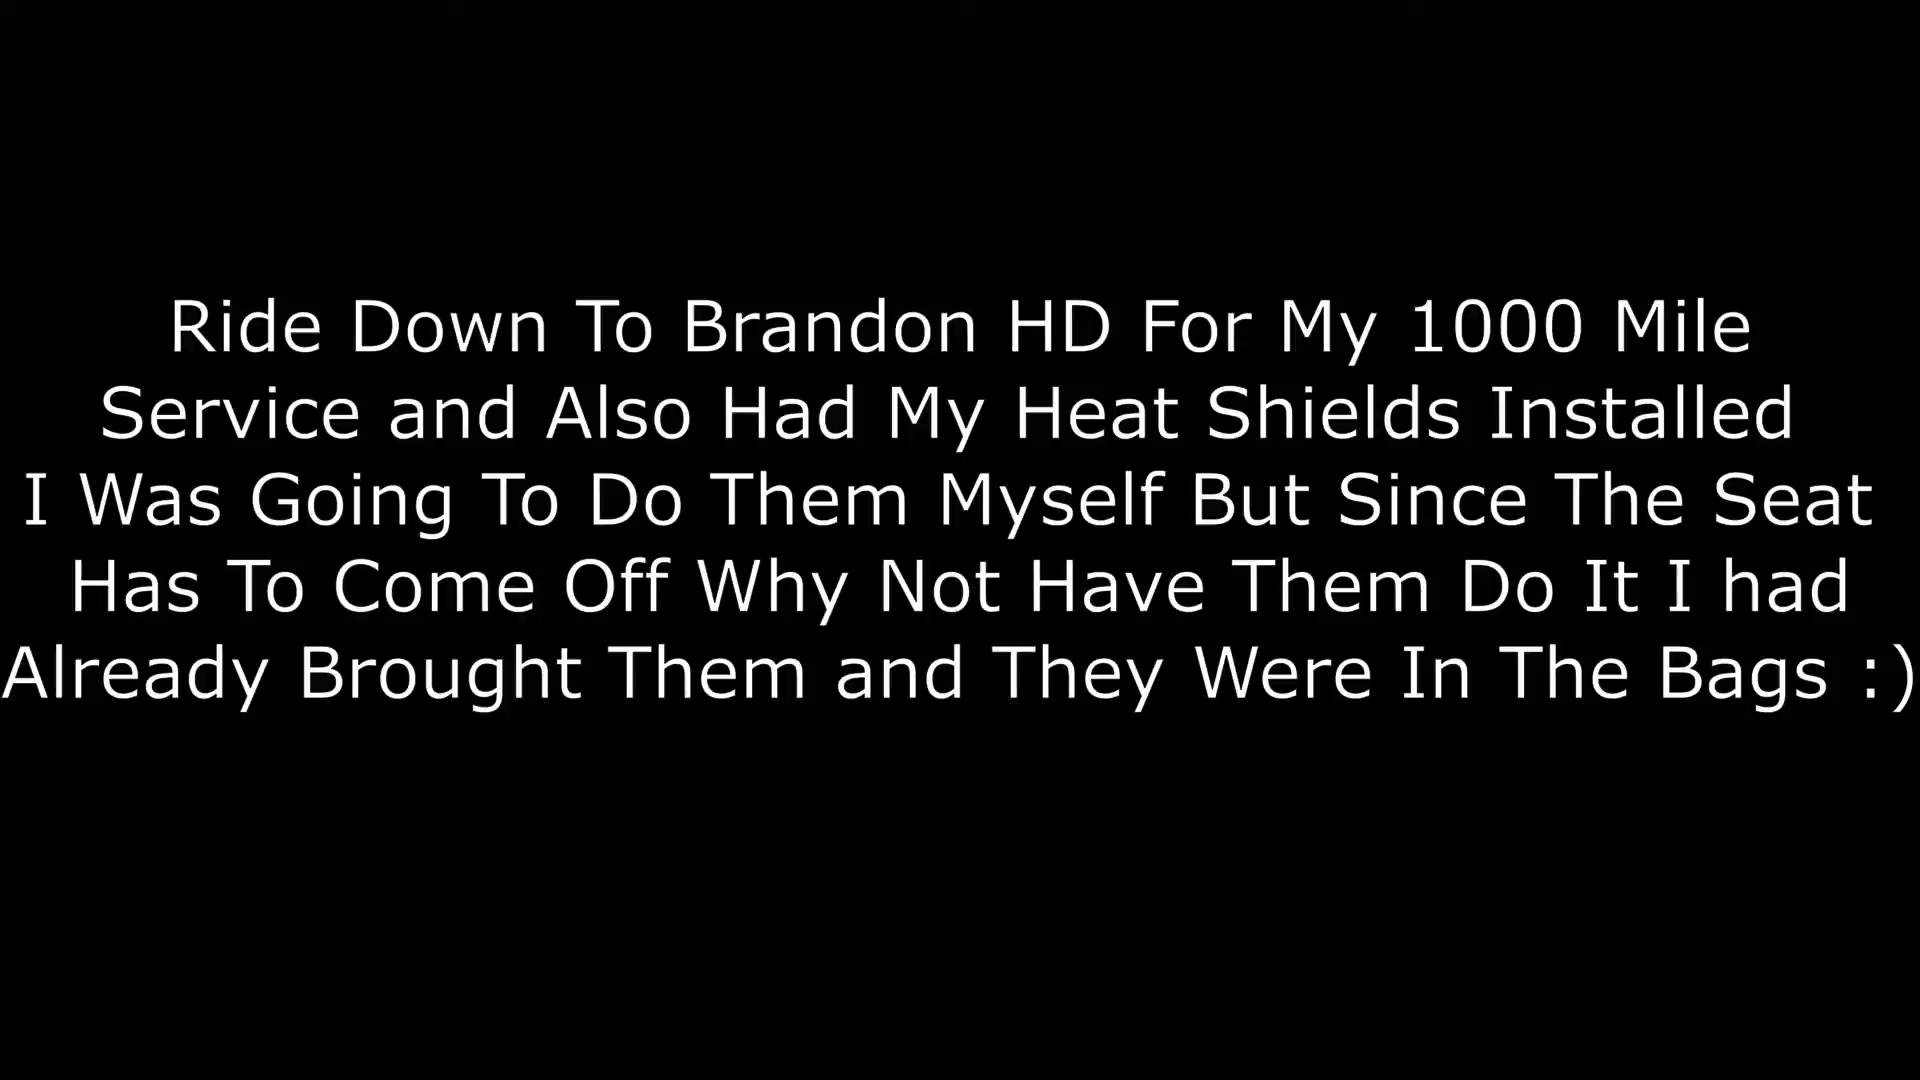 Ride Down To Brandon HD For My 1000 Mile
Service and Also Had My Heat Shields Installed
I Was Going To Do Them Myself But Since The Seat
Has To Come Off Why Not Have Them Do It I had
Already Brought Them and They Were In The Bags :)